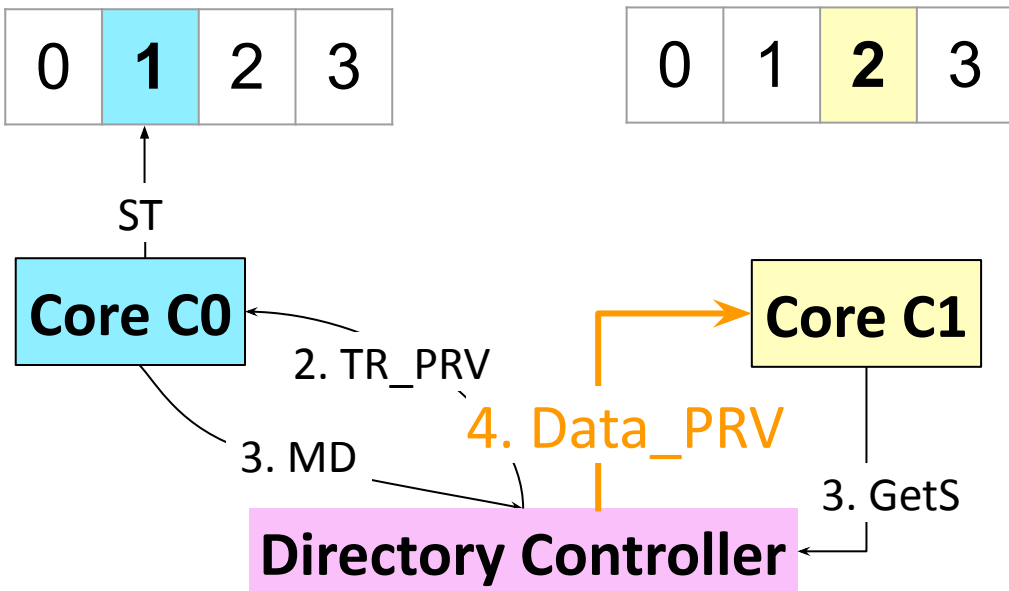 0 1 2 3
0 1 2 3
ST
Core C0
Core C1
2. TR_PRV
4. Data_PRV
3. MD
3. GetS
Directory Controller